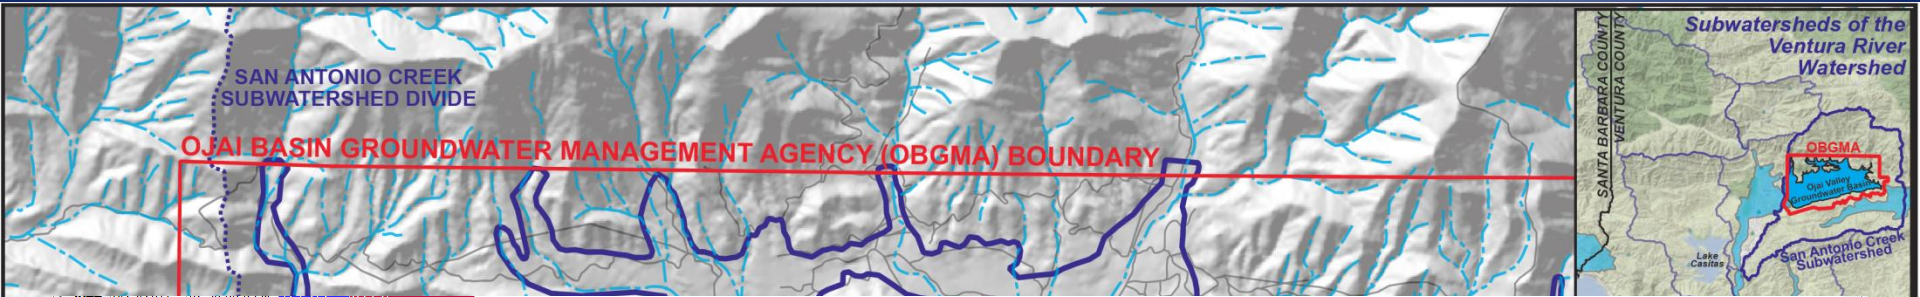 SAN ANTONIO CREEK
SUBWATERSHED DIVIDE
OJAI BASIN GROUNDWATER MANAGEMENT AGENCY (OBGMA) BOUNDARY
Subwatersheds of the
Ventura River
Watershed
SANTA BARBARA COUNTY
VENTURA COUNTY
OBGMA
Ojai Valley
Groundwater Basin
San Antonio Creek
Subwatershed
Lake
Casitas